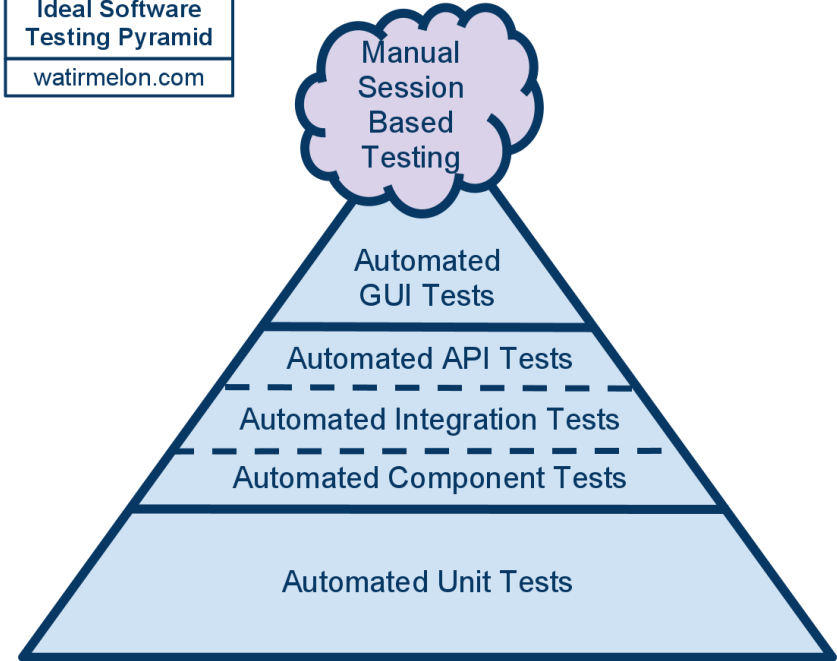 Ideal Software
Testing Pyramid
watirmelon.com
Manual
Session
Based
Testing
Automated
GUI Tests
Automated API Tests
Automated Integration Tests
Automated Component Tests
Automated Unit Tests